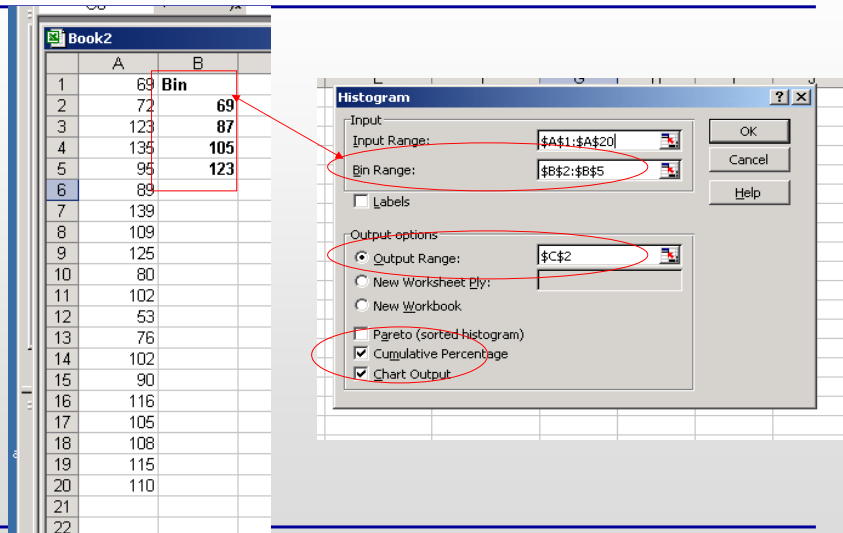 Book2
A B
1 69 Bin
2 72 69
3 123 87
4 135 105
5 95 123
6 89
7 139
8 109
9 125
10 80
11 102
12 53
13 76
14 102
15 90
16 116
17 105
18 108
19 115
20 110
21
22
Histogram
Input
Input Range: $A$1:$A$20
OK
Bin Range: $B$2:$B$5
Cancel
Labels
Help
Output options
Output Range: $C$2
New Worksheet Ply:
New Workbook
Pareto (sorted histogram)
Cumulative Percentage
Chart Output